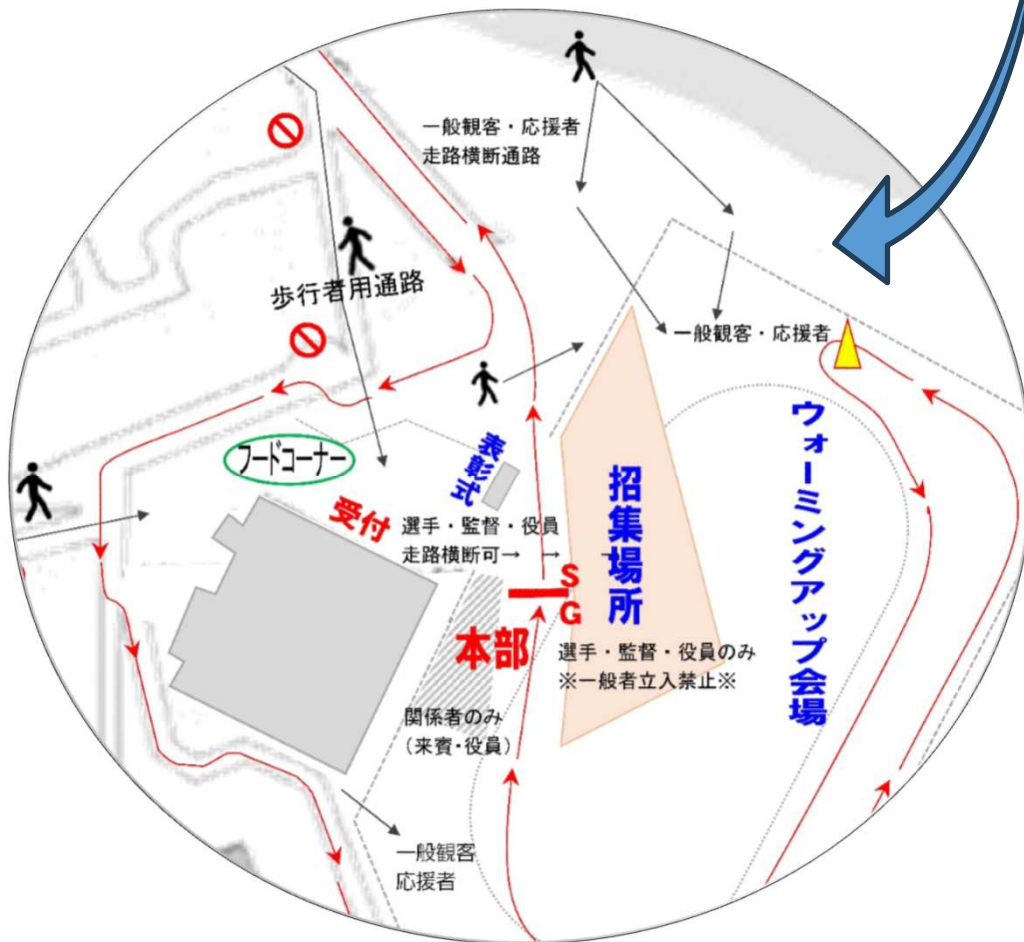 一般観客・応援者
走路横断通路
歩行者用通路
一般観客・応援者
フードコーナー
表彰式
受付
選手・監督・役員
走路横断可→
招集場所
ウォーミングアップ会場
S
G
本部
選手・監督・役員のみ
※一般者立入禁止※
関係者のみ
（来賓・役員）
一般観客
応援者